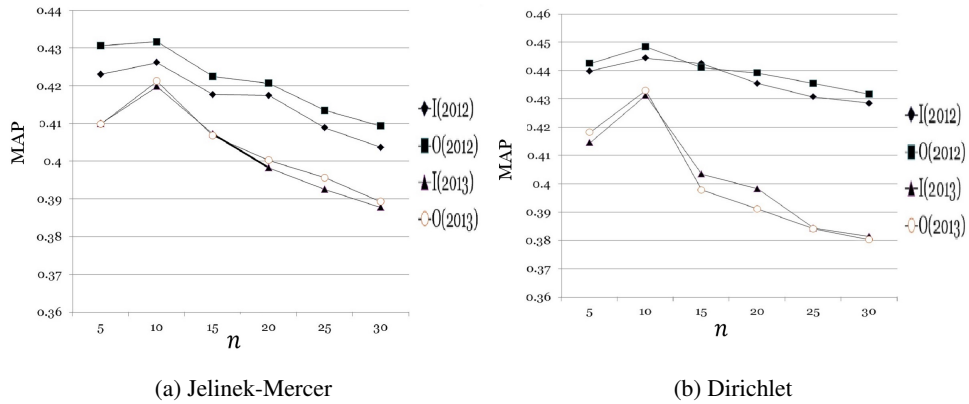 0.44
0.43
0.42
0.41
0.4
0.39
0.38
0.37
0.36
MAP
5 10 15 20 25 30
n
I(2012)
O(2012)
I(2013)
O(2013)
(a) Jelinek-Mercer
0.46
0.45
0.44
0.43
0.42
0.41
0.4
0.39
0.38
0.37
0.36
MAP
5 10 15 20 25 30
n
I(2012)
O(2012)
I(2013)
O(2013)
(b) Dirichlet